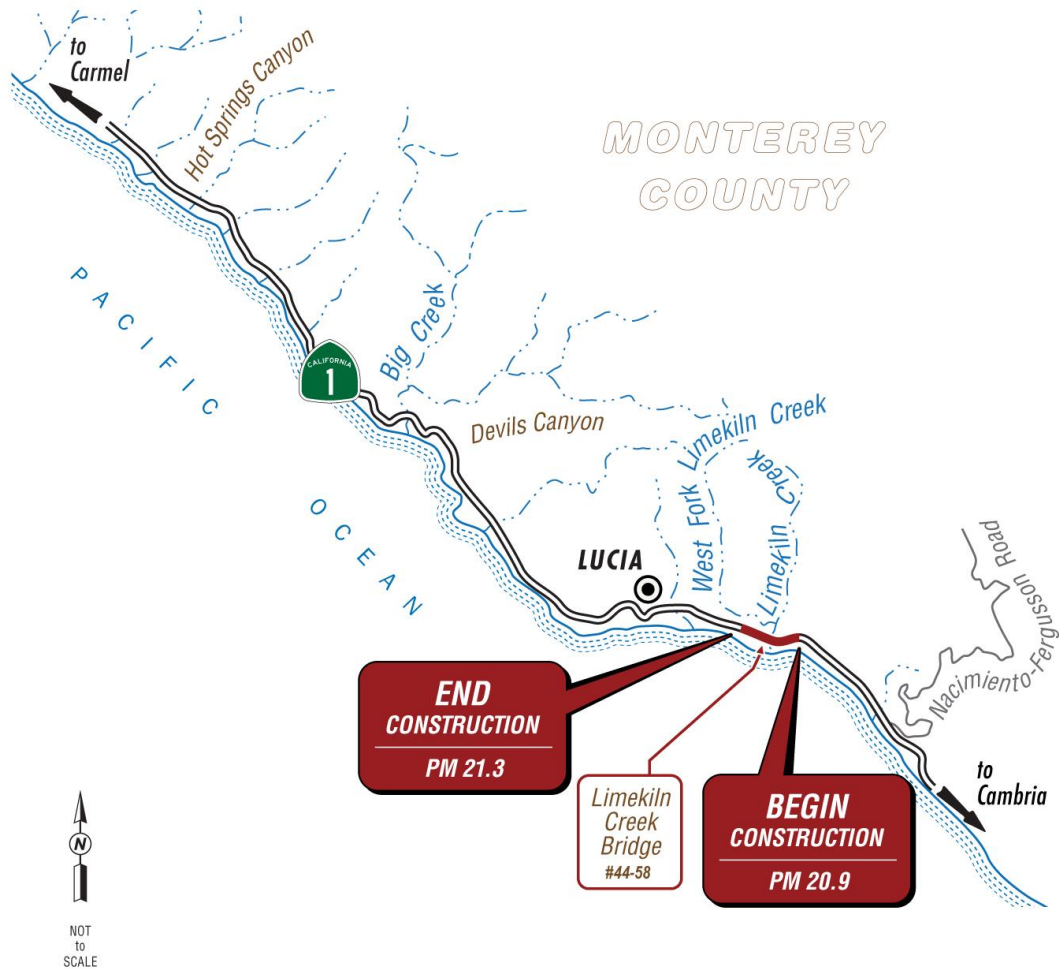 to
Carmel
Hot Springs Canyon
MONTEREY
COUNTY
PACIFIC
OCEAN
CALIFORNIA
1
Big Creek
Devils Canyon
West Fork Limekiln Creek
Limekiln Creek
LUCIA
Nacimiento-Fergusson Road
END
CONSTRUCTION
PM 21.3
Limekiln
Creek
Bridge
#44-58
BEGIN
CONSTRUCTION
PM 20.9
to
Cambria
N
NOT
to
SCALE